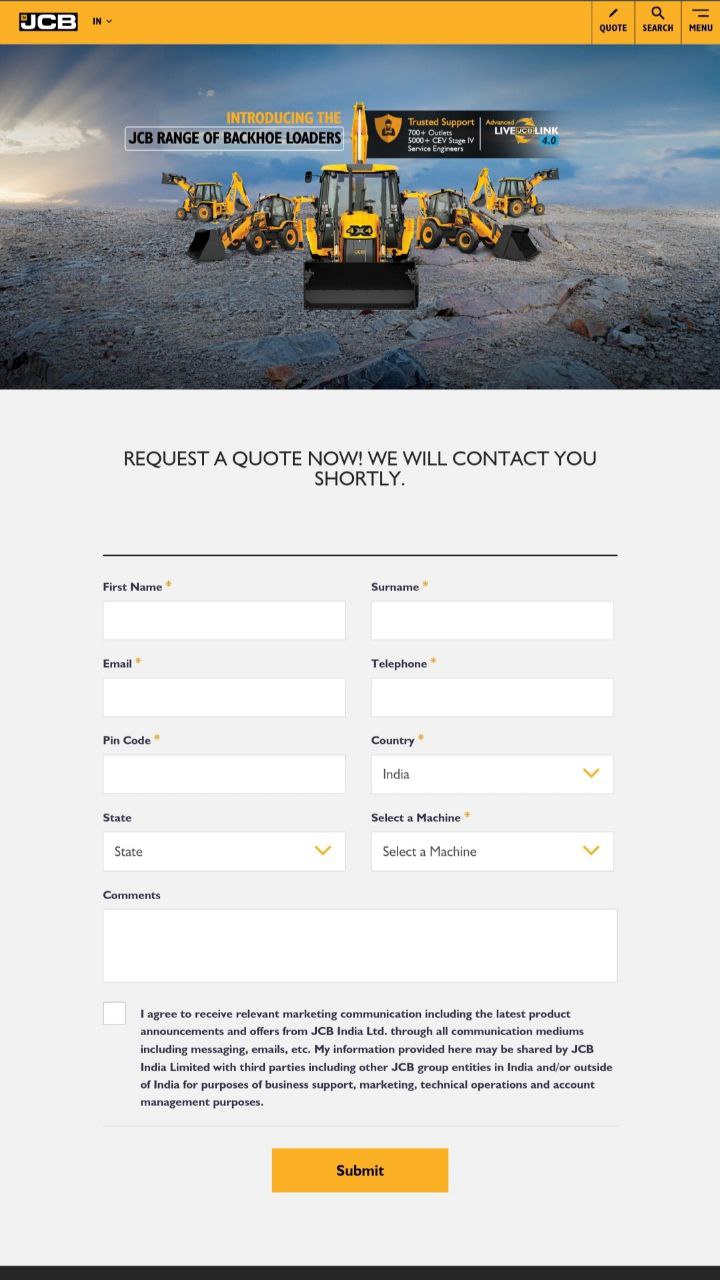 JCB
IN
QUOTE
SEARCH
MENU
INTRODUCING THE
JCB RANGE OF BACKHOE LOADERS
Trusted Support
700+ Outlets
5000+ CEV Stage IV
Service Engineers
Advanced
LIVE JCB LINK
4.0
4X4
JCB
REQUEST A QUOTE NOW! WE WILL CONTACT YOU
SHORTLY.
First Name *
Surname *
Email *
Telephone *
Pin Code *
Country *
India
State
Select a Machine *
State
Select a Machine
Comments
I agree to receive relevant marketing communication including the latest product
announcements and offers from JCB India Ltd. through all communication mediums
including messaging, emails, etc. My information provided here may be shared by JCB
India Limited with third parties including other JCB group entities in India and/or outside
of India for purposes of business support, marketing, technical operations and account
management purposes.
Submit